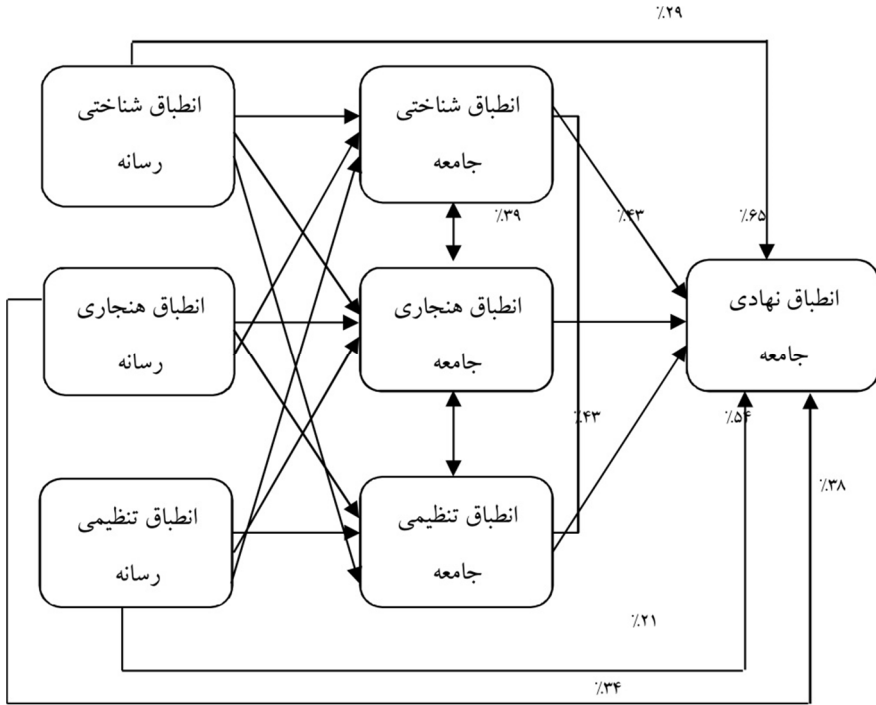 ٪۲۹
انطباق شناختی
رسانه
انطباق شناختی
جامعه
٪۳۹
٪۴۳
٪۶۵
انطباق هنجاری
رسانه
انطباق هنجاری
جامعه
انطباق نهادی
جامعه
٪۴۳
٪۵۴
٪۳۸
انطباق تنظیمی
رسانه
انطباق تنظیمی
جامعه
٪۲۱
٪۳۴